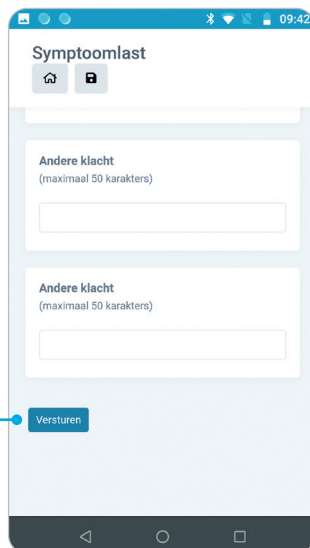 09:42
Symptoomlast
Andere klacht
(maximaal 50 karakters)
Andere klacht
(maximaal 50 karakters)
Versturen